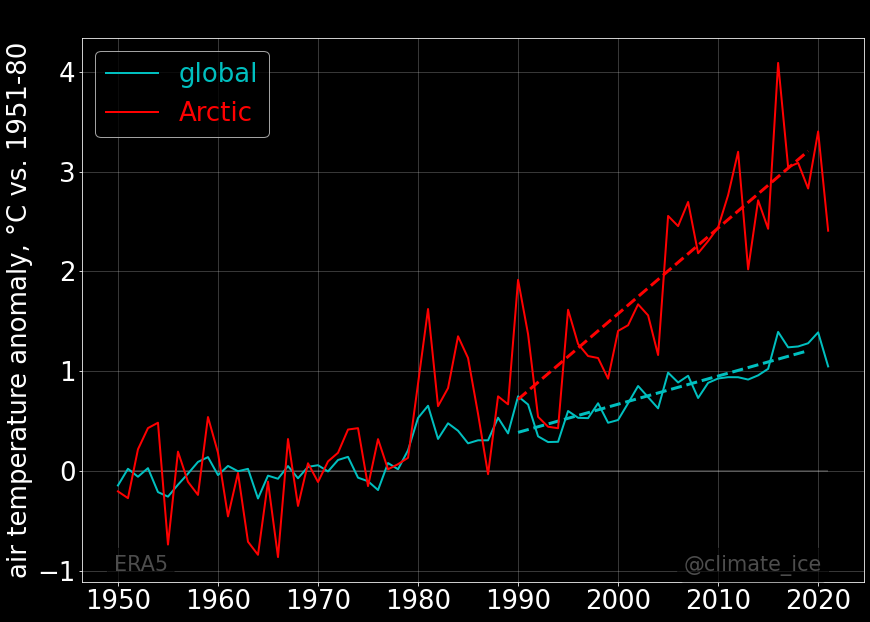 global
Arctic
air temperature anomaly, °C vs. 1951-80
4
3
2
1
0
−1
ERA5
@climate_ice
1950 1960 1970 1980 1990 2000 2010 2020